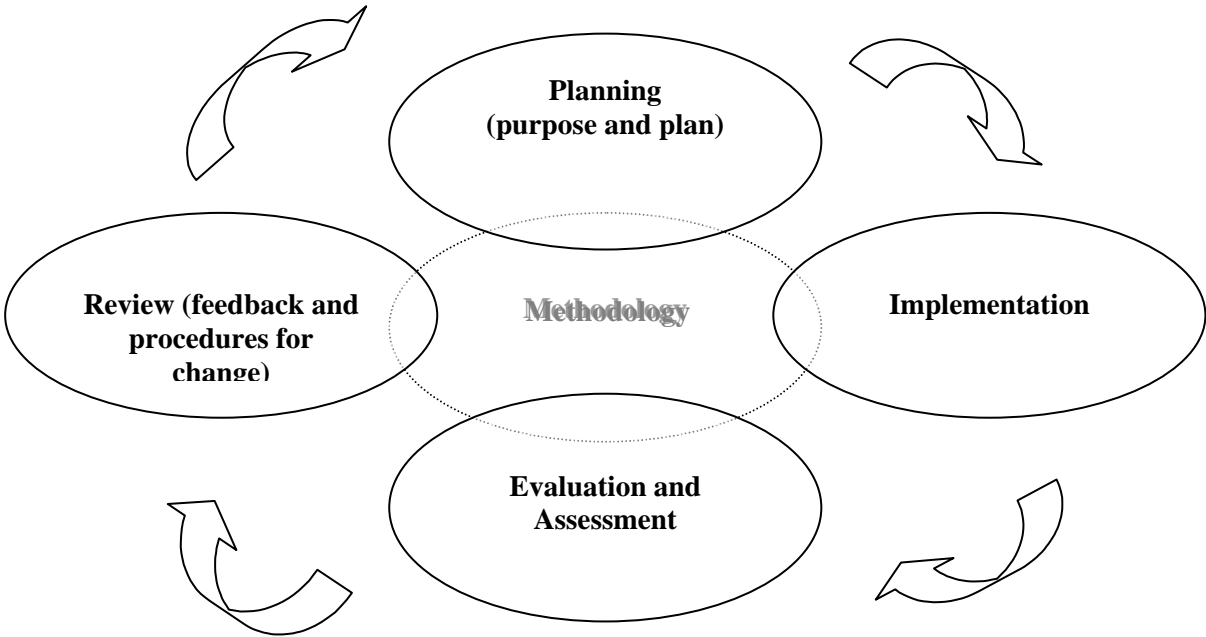 Planning
(purpose and plan)
Review (feedback and
procedures for
change)
Methodology
Implementation
Evaluation and
Assessment